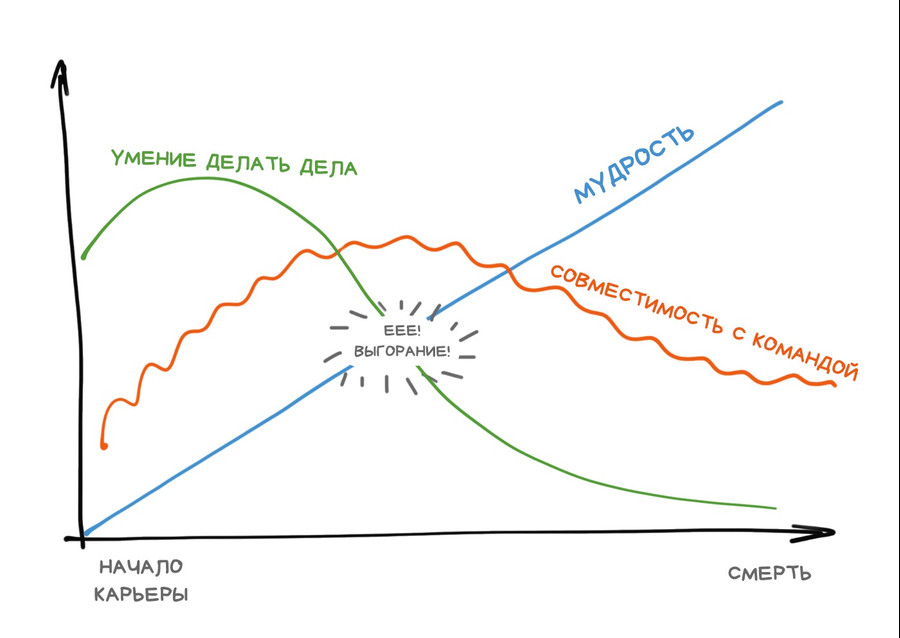 УМЕНИЕ ДЕЛАТЬ ДЕЛА
МУДРОСТЬ
СОВМЕСТИМОСТЬ С КОМАНДОЙ
ЕЕЕ!
ВЫГОРАНИЕ!
НАЧАЛО
КАРЬЕРЫ
СМЕРТЬ